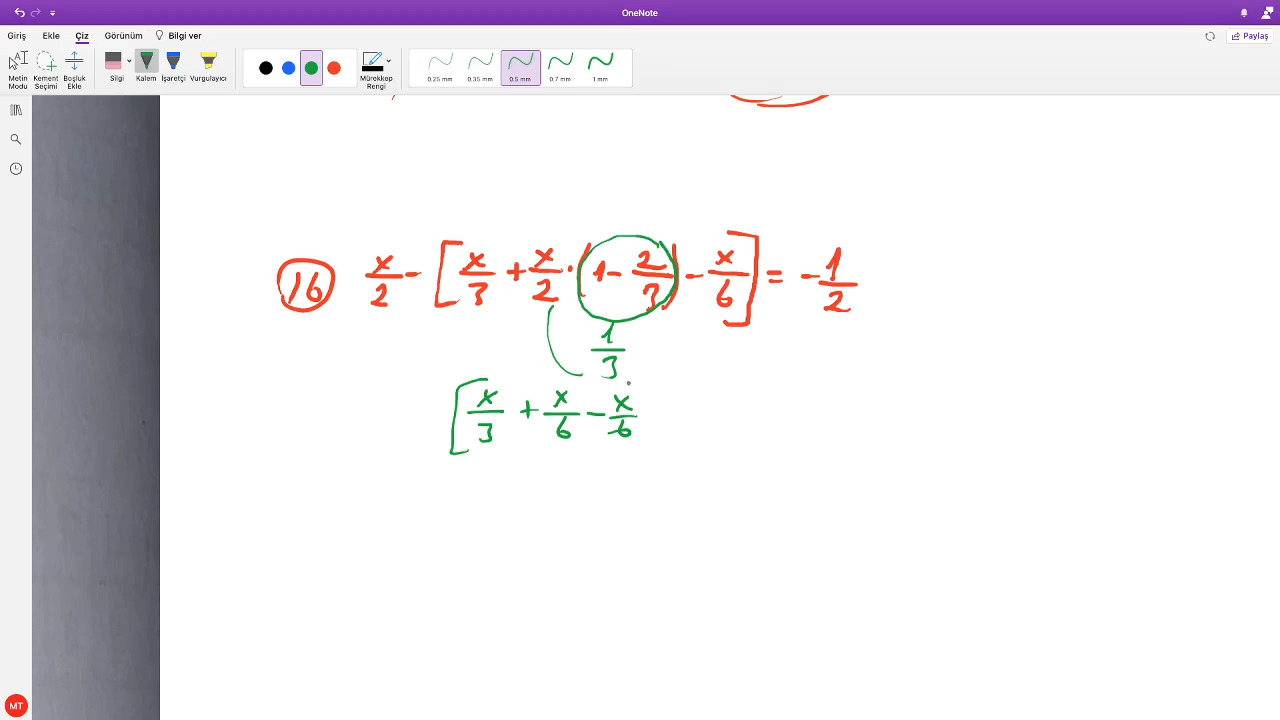 OneNote
Giriş Ekle Çiz Görünüm Bilgi ver Paylaş
Metin Modu Kement Seçimi Boşluk Ekle Silgi Kalem İşaretçi Vurgulayıcı Mürekkep Rengi 0.25 mm 0.35 mm 0.5 mm 0.7 mm 1 mm
16 x/2 - [x/3 + x/2 · (1 - 2/3) - x/6] = -1/2
1/3
[x/3 + x/6 - x/6
MT